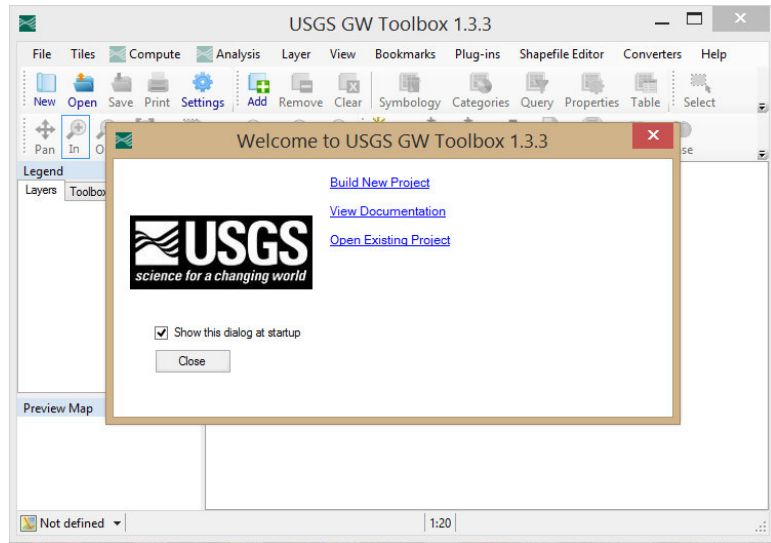 USGS GW Toolbox 1.3.3
File Tiles Compute Analysis Layer View Bookmarks Plug-ins Shapefile Editor Converters Help
New Open Save Print Settings Add Remove Clear Symbology Categories Query Properties Table Select
Pan In
Welcome to USGS GW Toolbox 1.3.3
Legend
Layers Toolbox
Build New Project
View Documentation
Open Existing Project
USGS
science for a changing world
Show this dialog at startup
Close
Preview Map
Not defined
1:20